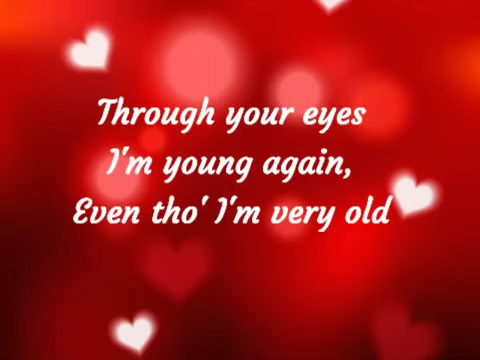 Through your eyes
I'm young again,
Even tho' I'm very old